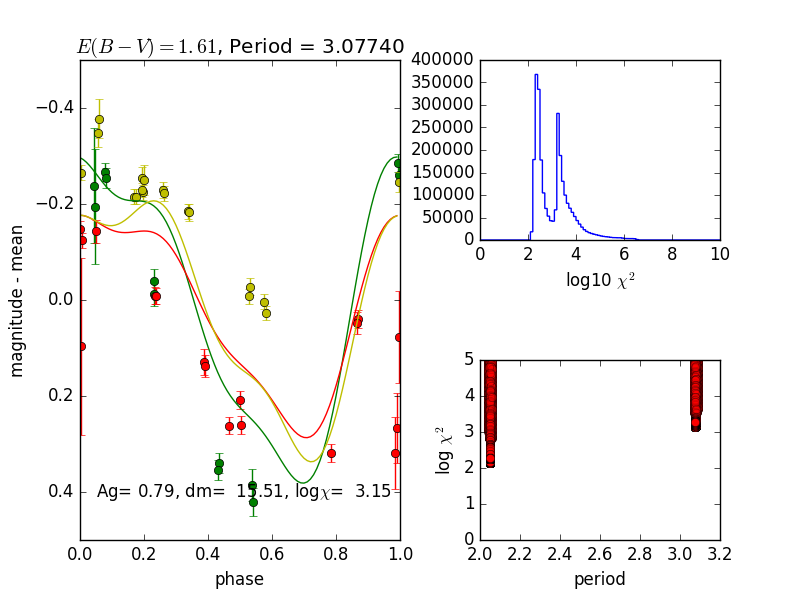 E(B−V)=1.61, Period = 3.07740
−0.4
−0.2
0.0
0.2
0.4
magnitude - mean
Ag= 0.79, dm= 15.51, logχ= 3.15
0.0 0.2 0.4 0.6 0.8 1.0
phase
400000
350000
300000
250000
200000
150000
100000
50000
0
0 2 4 6 8 10
log10 χ²
5
4
3
2
1
0
log χ²
2.0 2.2 2.4 2.6 2.8 3.0 3.2
period